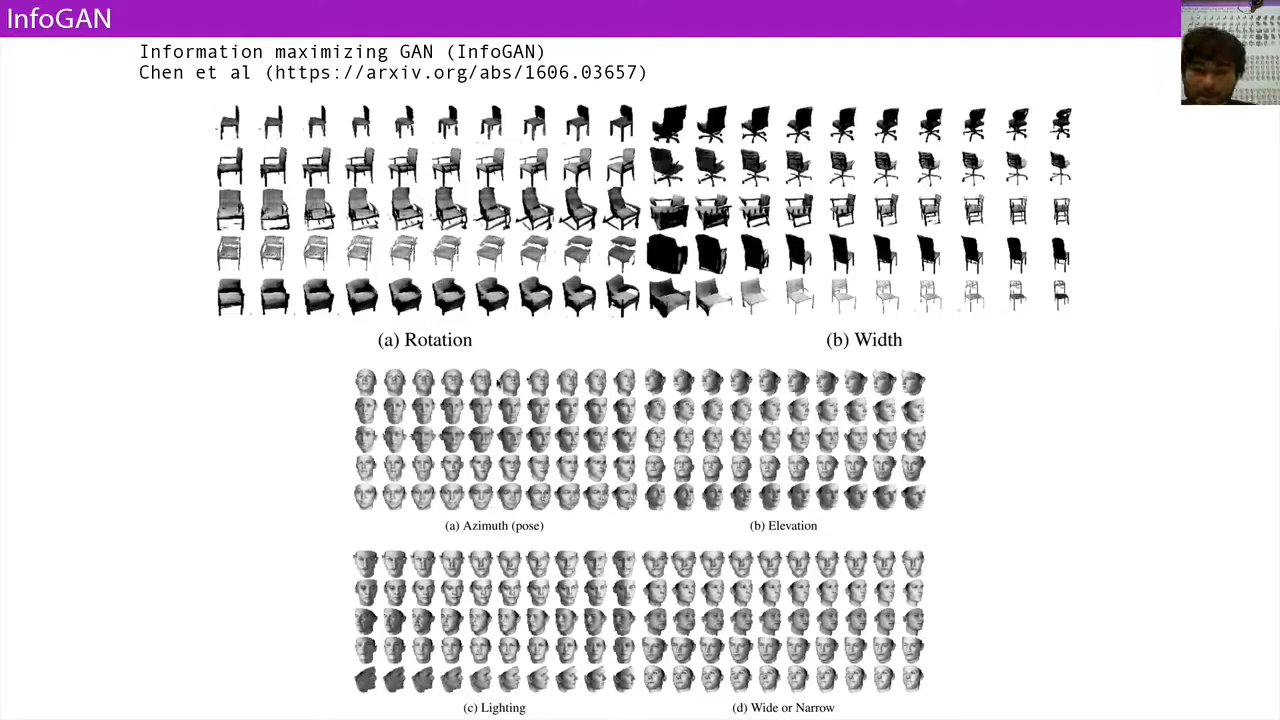 InfoGAN
Information maximizing GAN (InfoGAN)
Chen et al (https://arxiv.org/abs/1606.03657)
(a) Rotation
(b) Width
(a) Azimuth (pose)
(b) Elevation
(c) Lighting
(d) Wide or Narrow